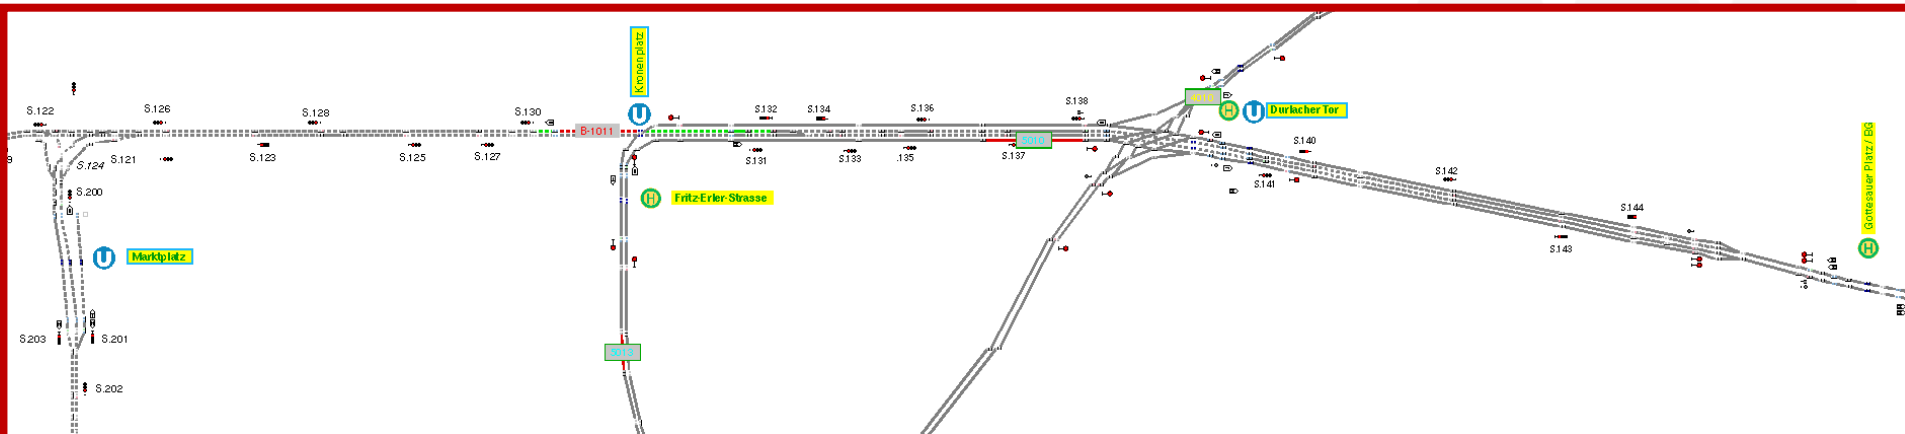 Kronenplatz
S.122
S.126
S.128
S.130
S.132
S.134
S.136
S.138
4010
H
U
Durlacher Tor
B-1011
5010
9
S.121
S.124
S.123
S.125
S.127
S.131
S.133
S.135
S.137
S.140
S.141
S.142
S.144
S.143
Gottesauer Platz / BG
H
S.200
H
Fritz-Erler-Strasse
U
Marktplatz
S.203
S.201
S.202